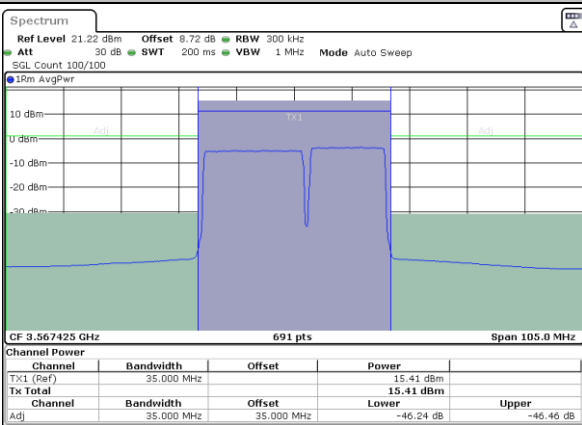 Spectrum
Ref Level 21.22 dBm Offset 8.72 dB RBW 300 kHz
Att 30 dB SWT 200 ms VBW 1 MHz Mode Auto Sweep
SGL Count 100/100
1Rm AvgPwr
10 dBm
TX1
Adj Adj
0 dBm
-10 dBm
-20 dBm
-30 dBm
CF 3.567425 GHz 691 pts Span 105.0 MHz
Channel Power
Channel Bandwidth Offset Power
TX1 (Ref) 35.000 MHz 15.41 dBm
Tx Total 15.41 dBm
Channel Bandwidth Offset Lower Upper
Adj 35.000 MHz 35.000 MHz -46.24 dB -46.46 dB